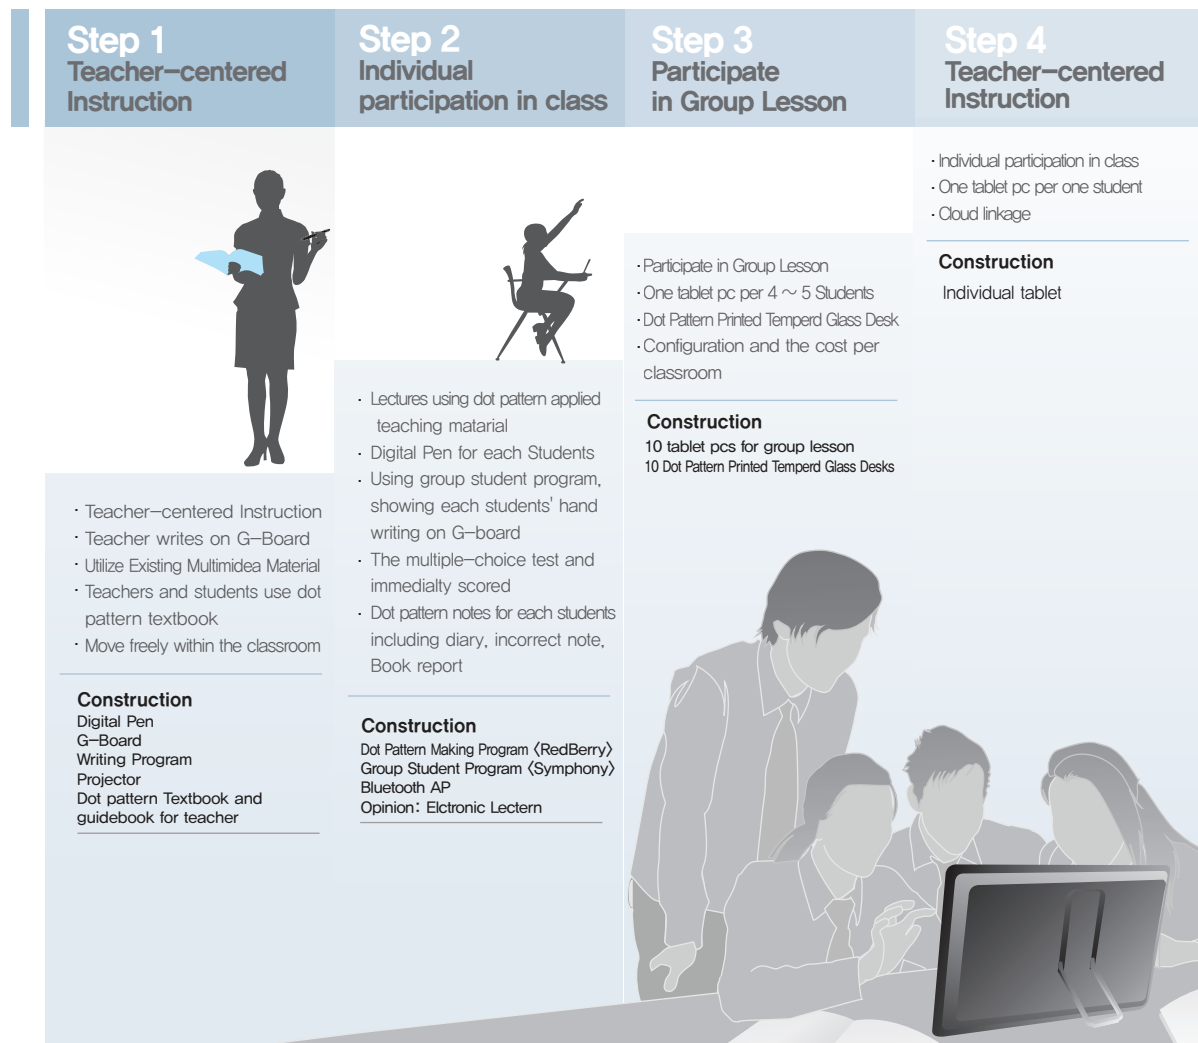 Step 1
Teacher-centered
Instruction
· Teacher-centered Instruction
· Teacher writes on G-Board
· Utilize Existing Multimidea Material
· Teachers and students use dot
pattern textbook
· Move freely within the classroom
Construction
Digital Pen
G-Board
Writing Program
Projector
Dot pattern Textbook and
guidebook for teacher
Step 2
Individual
participation in class
· Lectures using dot pattern applied
teaching matarial
· Digital Pen for each Students
· Using group student program,
showing each students' hand
writing on G-board
· The multiple-choice test and
immedialty scored
· Dot pattern notes for each students
including diary, incorrect note,
Book report
Construction
Dot Pattern Making Program 〈RedBerry〉
Group Student Program 〈Symphony〉
Bluetooth AP
Opinion: Elctronic Lectern
Step 3
Participate
in Group Lesson
· Participate in Group Lesson
· One tablet pc per 4 ~ 5 Students
· Dot Pattern Printed Temperd Glass Desk
· Configuration and the cost per
classroom
Construction
10 tablet pcs for group lesson
10 Dot Pattern Printed Temperd Glass Desks
Step 4
Teacher-centered
Instruction
· Individual participation in class
· One tablet pc per one student
· Cloud linkage
Construction
Individual tablet